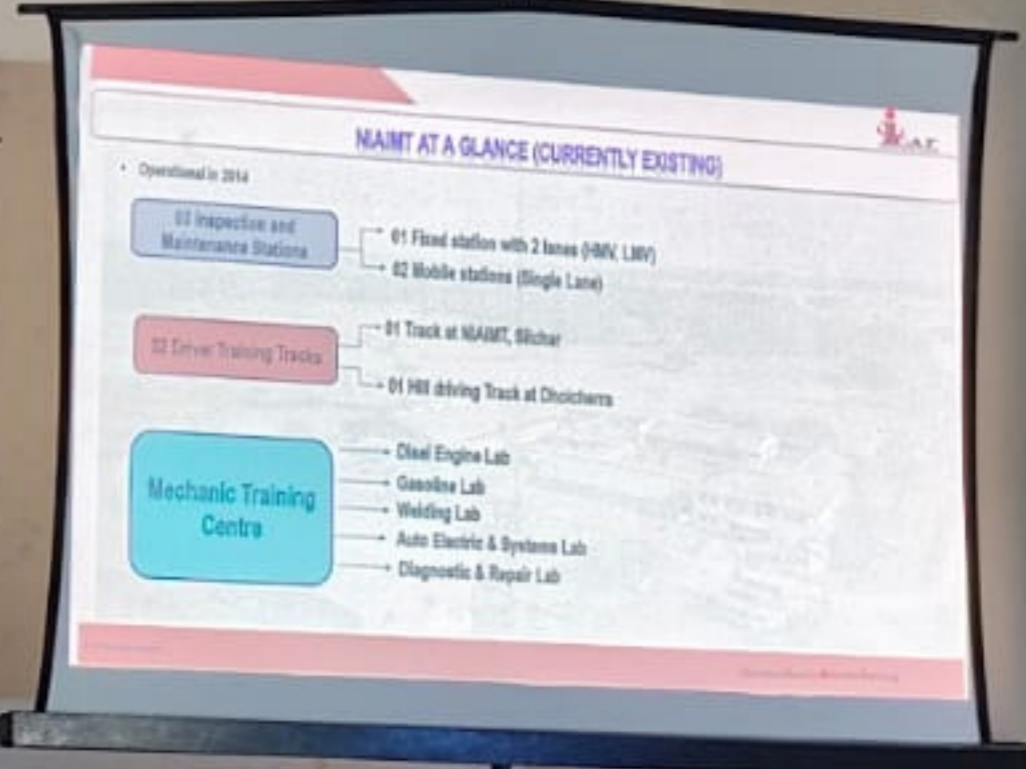 NIAIMT AT A GLANCE (CURRENTLY EXISTING)
• Operational in 2014
03 Inspection and
Maintenance Stations
01 Fixed station with 2 lanes (HMV, LMV)
02 Mobile stations (Single Lane)
02 Driver Training Tracks
01 Track at NIAIMT, Silchar
01 Hill driving Track at Dholcherra
Mechanic Training
Centre
Disel Engine Lab
Gasoline Lab
Welding Lab
Auto Electric & Systems Lab
Diagnostic & Repair Lab